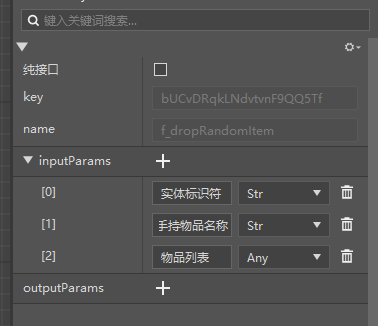 键入关键词搜索...
纯接口
key bUCvDRqkLNdvtvnF9QQ5Tf
name f_dropRandomItem
inputParams +
[0] 实体标识符 Str
[1] 手持物品名称 Str
[2] 物品列表 Any
outputParams +